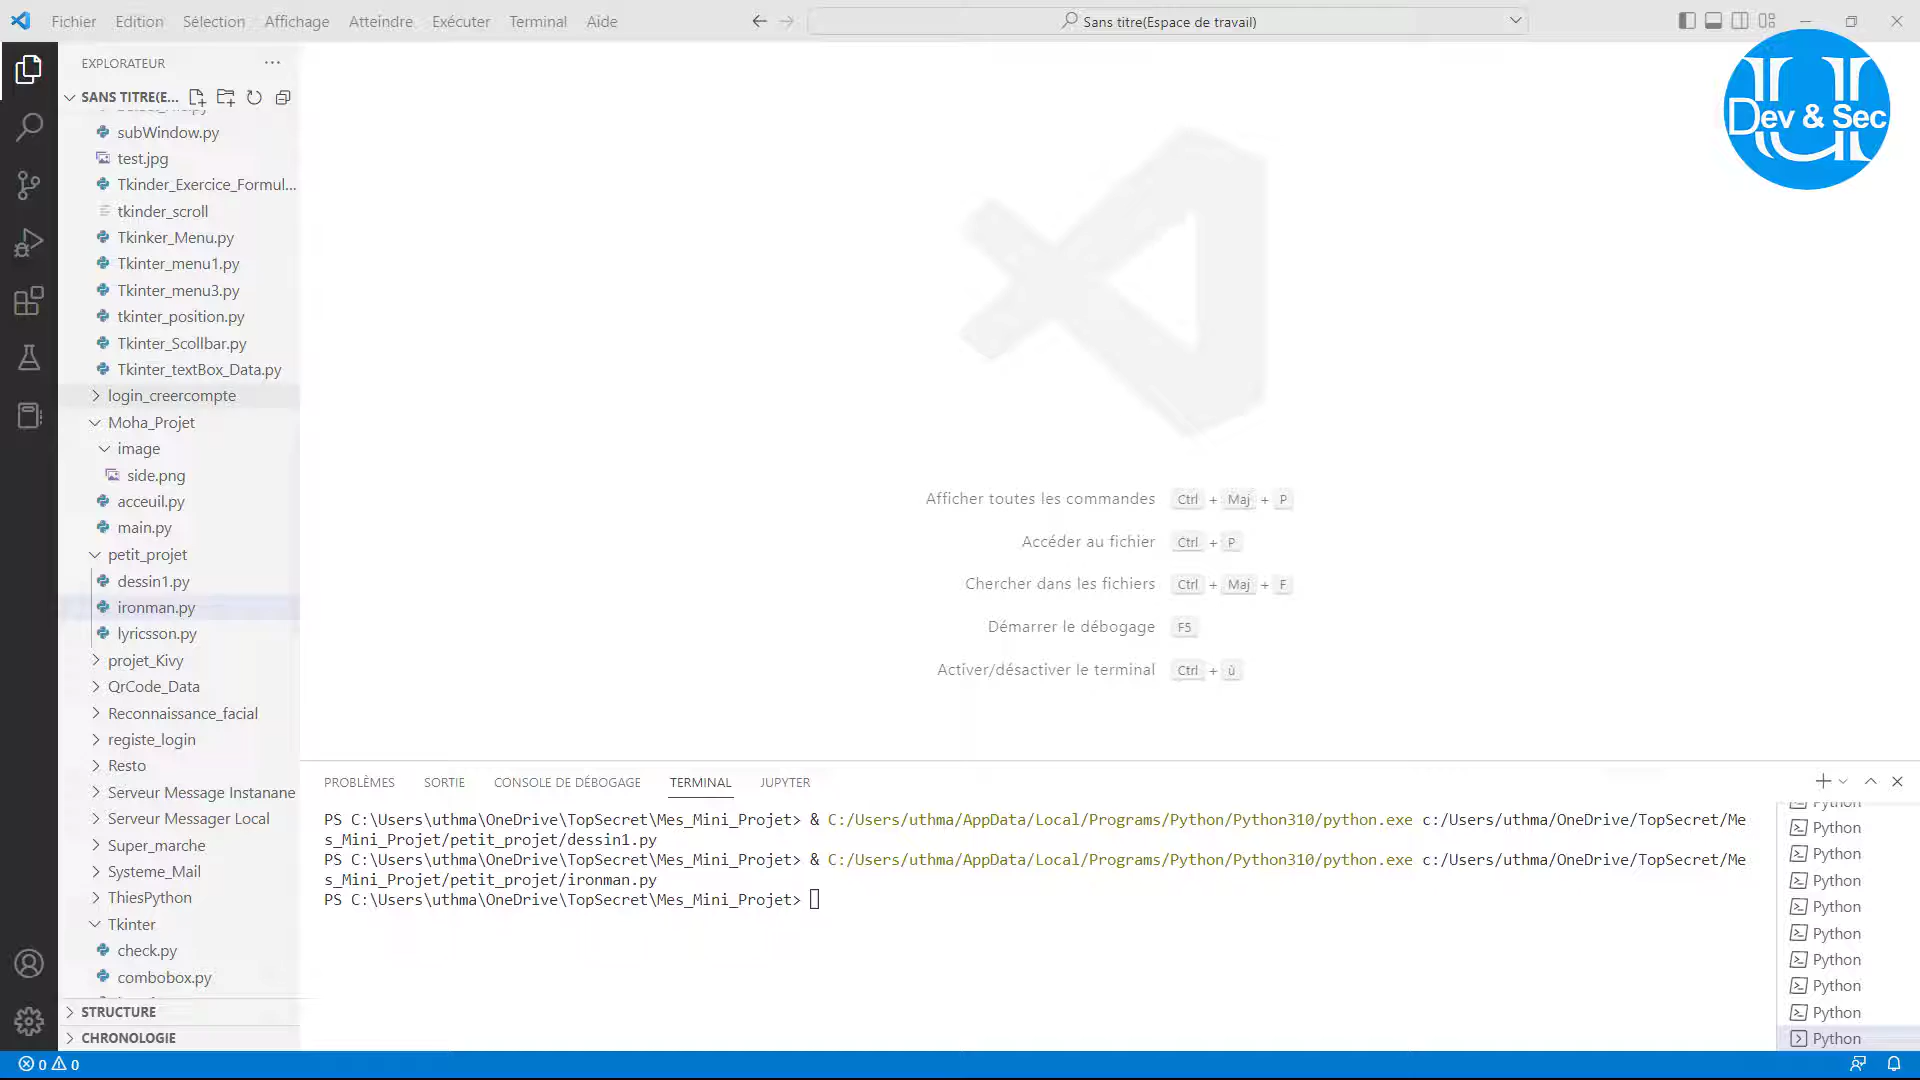 Fichier Edition Sélection Affichage Atteindre Exécuter Terminal Aide
Sans titre(Espace de travail)
U
Dev & Sec
EXPLORATEUR
SANS TITRE(E...
subWindow.py
test.jpg
Tkinder_Exercice_Formul...
tkinder_scroll
Tkinker_Menu.py
Tkinter_menu1.py
Tkinter_menu3.py
tkinter_position.py
Tkinter_Scollbar.py
Tkinter_textBox_Data.py
login_creercompte
Moha_Projet
image
side.png
acceuil.py
main.py
petit_projet
dessin1.py
ironman.py
lyricsson.py
projet_Kivy
QrCode_Data
Reconnaissance_facial
registe_login
Resto
Serveur Message Instanane
Serveur Messager Local
Super_marche
Systeme_Mail
ThiesPython
Tkinter
check.py
combobox.py
STRUCTURE
CHRONOLOGIE
Afficher toutes les commandes Ctrl + Maj + P
Accéder au fichier Ctrl + P
Chercher dans les fichiers Ctrl + Maj + F
Démarrer le débogage F5
Activer/désactiver le terminal Ctrl + ù
PROBLÈMES SORTIE CONSOLE DE DÉBOGAGE TERMINAL JUPYTER
PS C:\Users\uthma\OneDrive\TopSecret\Mes_Mini_Projet> & C:/Users/uthma/AppData/Local/Programs/Python/Python310/python.exe c:/Users/uthma/OneDrive/TopSecret/Me
s_Mini_Projet/petit_projet/dessin1.py
PS C:\Users\uthma\OneDrive\TopSecret\Mes_Mini_Projet> & C:/Users/uthma/AppData/Local/Programs/Python/Python310/python.exe c:/Users/uthma/OneDrive/TopSecret/Me
s_Mini_Projet/petit_projet/ironman.py
PS C:\Users\uthma\OneDrive\TopSecret\Mes_Mini_Projet>
Python
Python
Python
Python
Python
Python
Python
Python
Python
Python
0 0